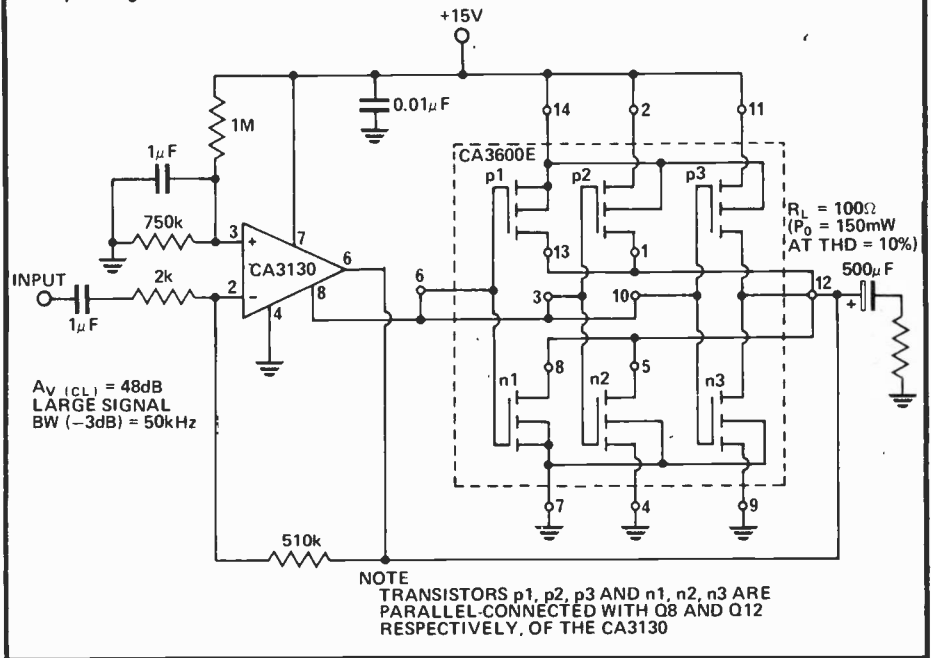 +15V
0.01μF
1M
1μF
750k
3
+
7
CA3130
6
8
INPUT
1μF
2k
2
-
4
AV (CL) = 48dB
LARGE SIGNAL
BW (-3dB) = 50kHz
510k
14
2
11
CA3600E
p1
p2
p3
13
1
6
3
10
12
8
5
n1
n2
n3
7
4
9
RL = 100Ω
(Po = 150mW
AT THD = 10%)
500μF
+
NOTE
TRANSISTORS p1, p2, p3 AND n1, n2, n3 ARE
PARALLEL-CONNECTED WITH Q8 AND Q12
RESPECTIVELY, OF THE CA3130